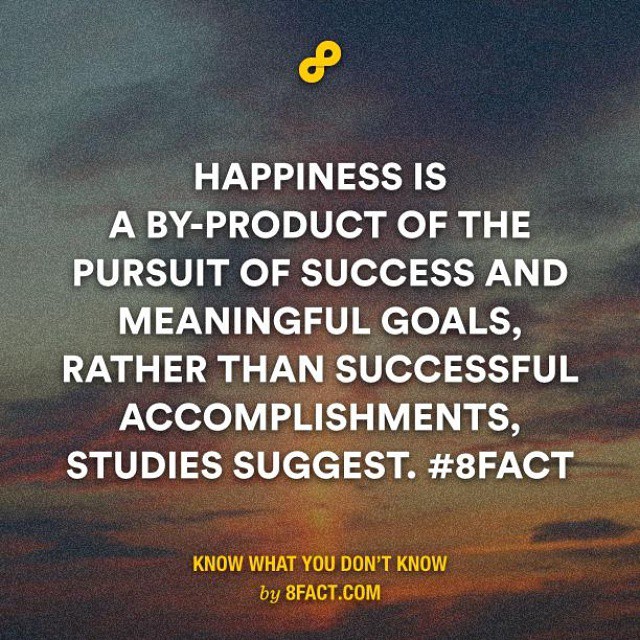 HAPPINESS IS
A BY-PRODUCT OF THE
PURSUIT OF SUCCESS AND
MEANINGFUL GOALS,
RATHER THAN SUCCESSFUL
ACCOMPLISHMENTS,
STUDIES SUGGEST. #8FACT
KNOW WHAT YOU DON'T KNOW
by 8FACT.COM